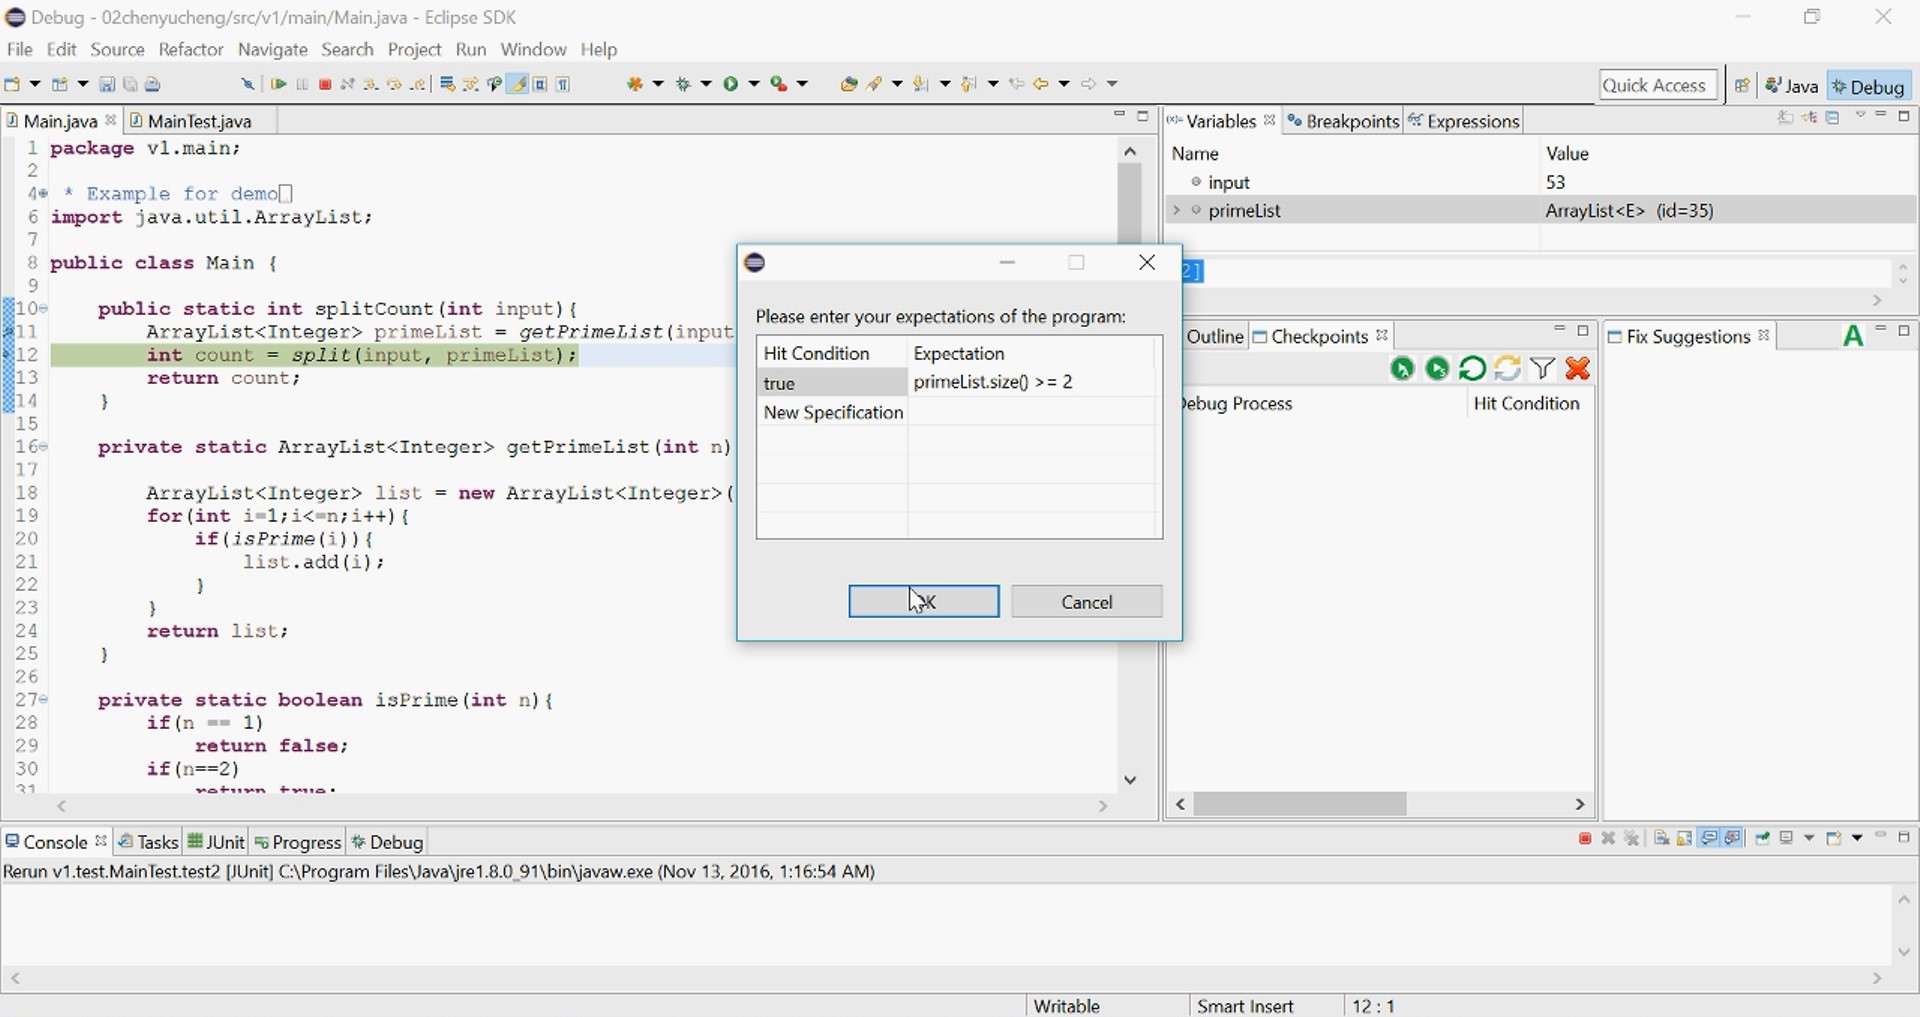 Debug - 02chenyucheng/src/v1/main/Main.java - Eclipse SDK
File Edit Source Refactor Navigate Search Project Run Window Help
Quick Access Java Debug
Main.java MainTest.java
1 package v1.main;
2
4 * Example for demo
6 import java.util.ArrayList;
7
8 public class Main {
9
10 public static int splitCount(int input){
11 ArrayList<Integer> primeList = getPrimeList(input
12 int count = split(input, primeList);
13 return count;
14 }
15
16 private static ArrayList<Integer> getPrimeList(int n)
17
18 ArrayList<Integer> list = new ArrayList<Integer>(
19 for(int i=1;i<=n;i++){
20 if(isPrime(i)){
21 list.add(i);
22 }
23 }
24 return list;
25 }
26
27 private static boolean isPrime(int n){
28 if(n == 1)
29 return false;
30 if(n==2)
31 return true;
(x)= Variables Breakpoints Expressions
Name Value
input 53
primeList ArrayList<E> (id=35)
2]
Please enter your expectations of the program:
Hit Condition Expectation
true primeList.size() >= 2
New Specification
Cancel
Outline Checkpoints
Debug Process Hit Condition
Fix Suggestions A
Console Tasks JUnit Progress Debug
Rerun v1.test.MainTest.test2 [JUnit] C:\Program Files\Java\jre1.8.0_91\bin\javaw.exe (Nov 13, 2016, 1:16:54 AM)
Writable Smart Insert 12 : 1